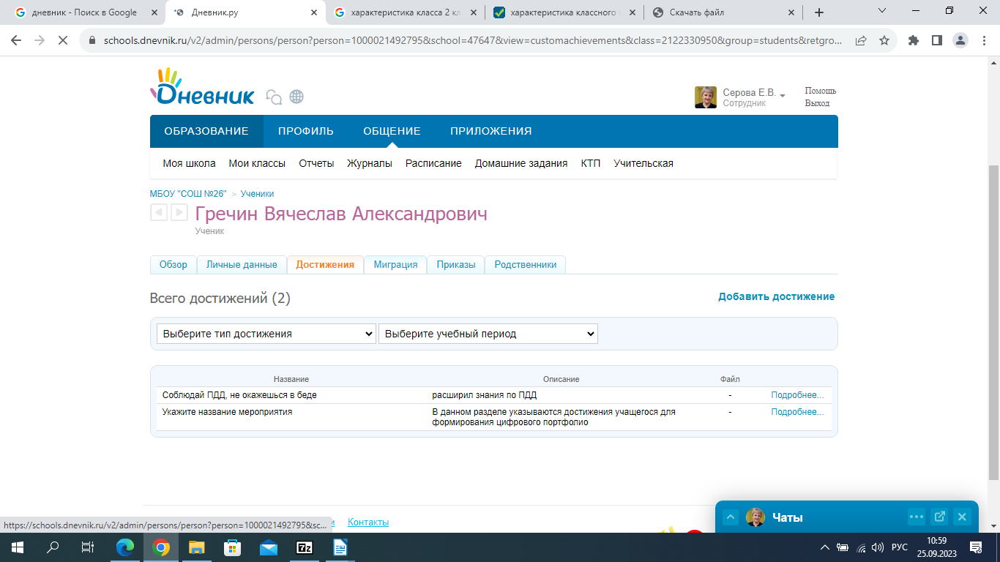 дневник - Поиск в Google
Дневник.ру
характеристика класса 2 кл
характеристика классного
Скачать файл
schools.dnevnik.ru/v2/admin/persons/person?person=1000021492795&school=47647&view=customachievements&class=2122330950&group=students&retgro...
Дневник
Серова Е.В.
Сотрудник
Помощь
Выход
ОБРАЗОВАНИЕ ПРОФИЛЬ ОБЩЕНИЕ ПРИЛОЖЕНИЯ
Моя школа Мои классы Отчеты Журналы Расписание Домашние задания КТП Учительская
МБОУ "СОШ №26" > Ученики
Гречин Вячеслав Александрович
Ученик
Обзор Личные данные Достижения Миграция Приказы Родственники
Всего достижений (2)
Добавить достижение
Выберите тип достижения
Выберите учебный период
Название Описание Файл
Соблюдай ПДД, не окажешься в беде расширил знания по ПДД - Подробнее...
Укажите название мероприятия В данном разделе указываются достижения учащегося для - Подробнее...
формирования цифрового портфолио
Контакты
https://schools.dnevnik.ru/v2/admin/persons/person?person=1000021492795&sc...
Чаты
7z
РУС
10:59
25.09.2023